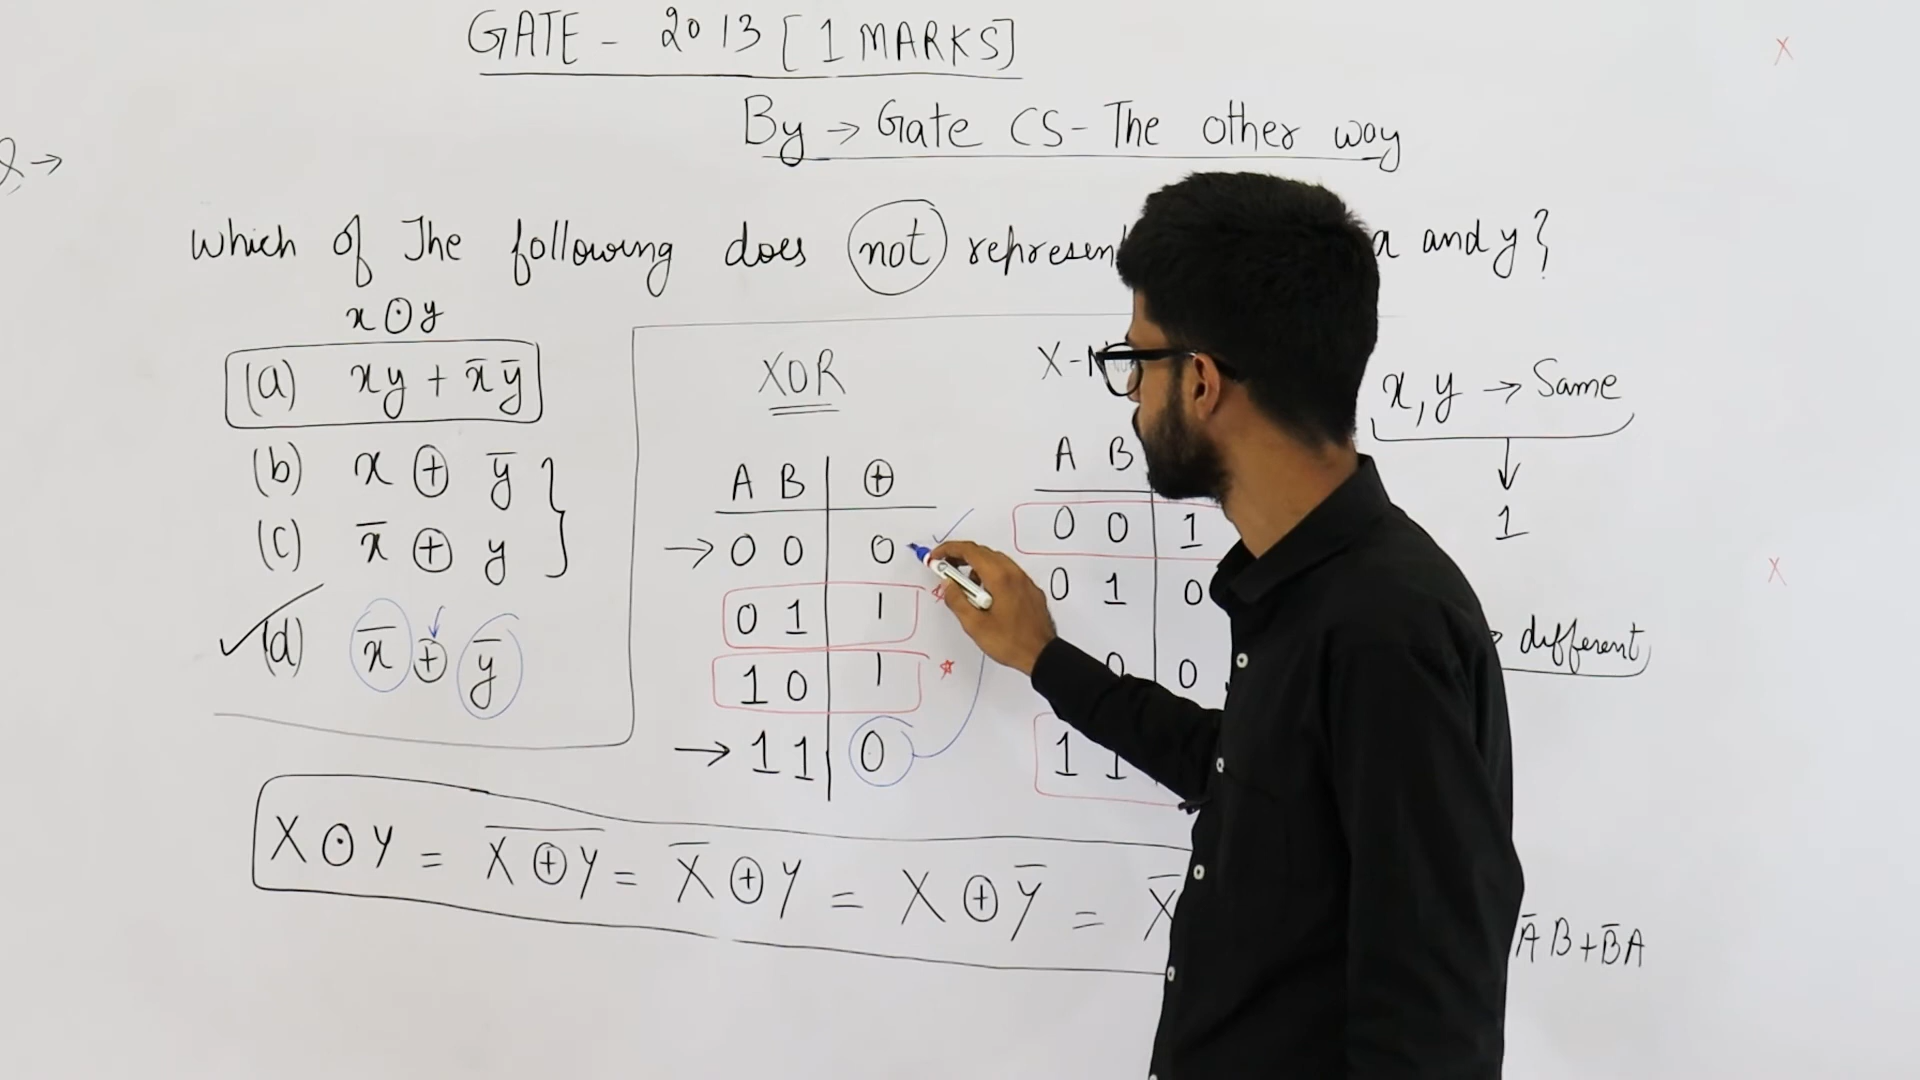 GATE - 2013 [1 MARKS]
By → Gate CS - The other way
Q →
Which of The following does not represent x and y?
x ⊙ y
(a) xy + x̅ y̅
(b) x ⊕ y̅
(c) x̅ ⊕ y
(d) x̅ ⊕ y̅
XOR
A B ⊕
→ 0 0 0
0 1 1
1 0 1
→ 1 1 0
X-N
A B
0 0 1
0 1 0
0 0
1 1
x, y → Same
↓
1
different
X ⊙ Y = \overline{X ⊕ Y} = X̅ ⊕ Y = X ⊕ Y̅ = X̅
A̅ B + B̅ A
X
X